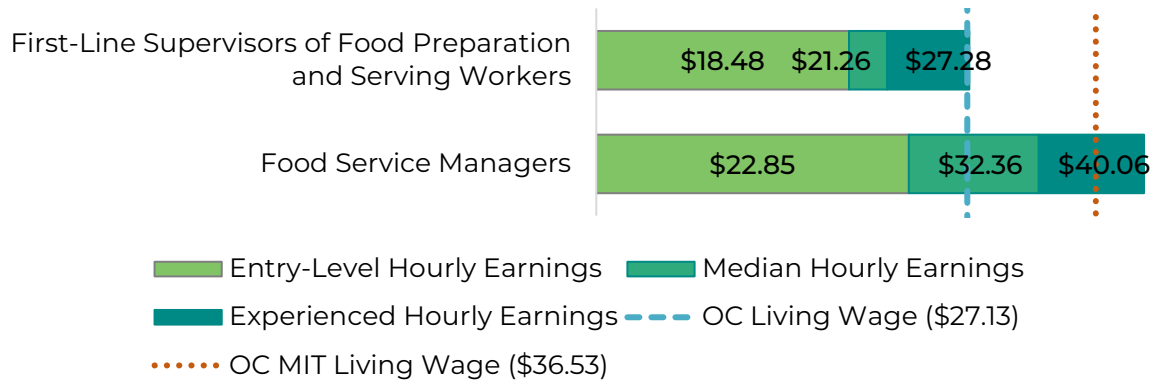 First-Line Supervisors of Food Preparation
and Serving Workers
$18.48 $21.26 $27.28
Food Service Managers
$22.85 $32.36 $40.06
Entry-Level Hourly Earnings
Median Hourly Earnings
Experienced Hourly Earnings
OC Living Wage ($27.13)
OC MIT Living Wage ($36.53)